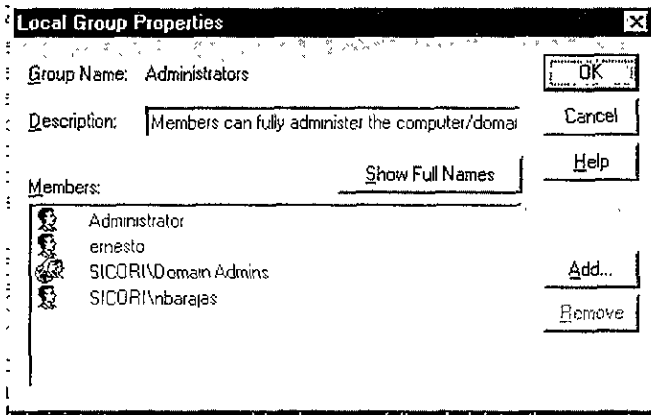 Local Group Properties
Group Name: Administrators
OK
Description: Members can fully administer the computer/domai
Cancel
Show Full Names
Help
Members:
Administrator
ernesto
SICORI\Domain Admins
SICORI\nbarajas
Add...
Remove